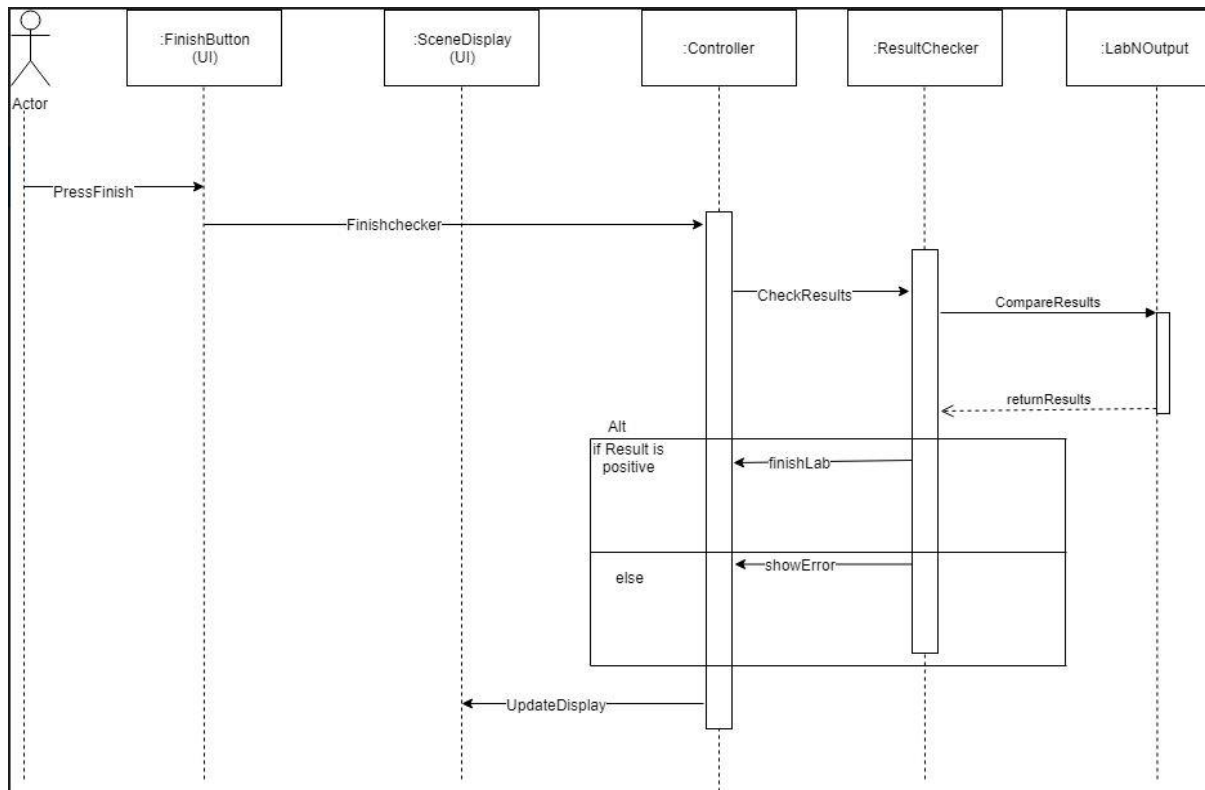 :FinishButton
(UI)
:SceneDisplay
(UI)
:Controller
:ResultChecker
:LabNOutput
Actor
PressFinish
Finishchecker
CheckResults
CompareResults
returnResults
Alt
if Result is
positive
finishLab
showError
else
UpdateDisplay